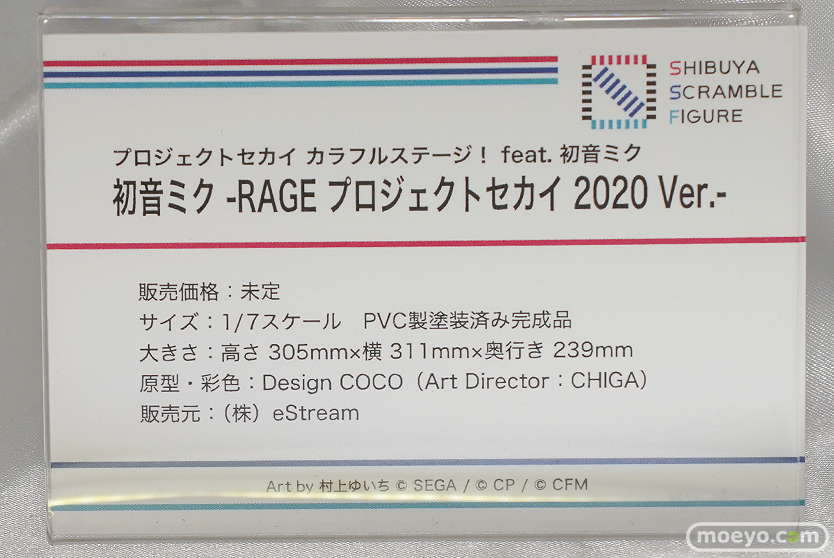 SHIBUYA
SCRAMBLE
FIGURE
プロジェクトセカイ カラフルステージ！ feat. 初音ミク
初音ミク -RAGE プロジェクトセカイ 2020 Ver.-
販売価格：未定
サイズ：1/7スケール　PVC製塗装済み完成品
大きさ：高さ 305mm×横 311mm×奥行き 239mm
原型・彩色：Design COCO（Art Director：CHIGA）
販売元：（株）eStream
Art by 村上ゆいち © SEGA / © CP / © CFM
moeyo.com